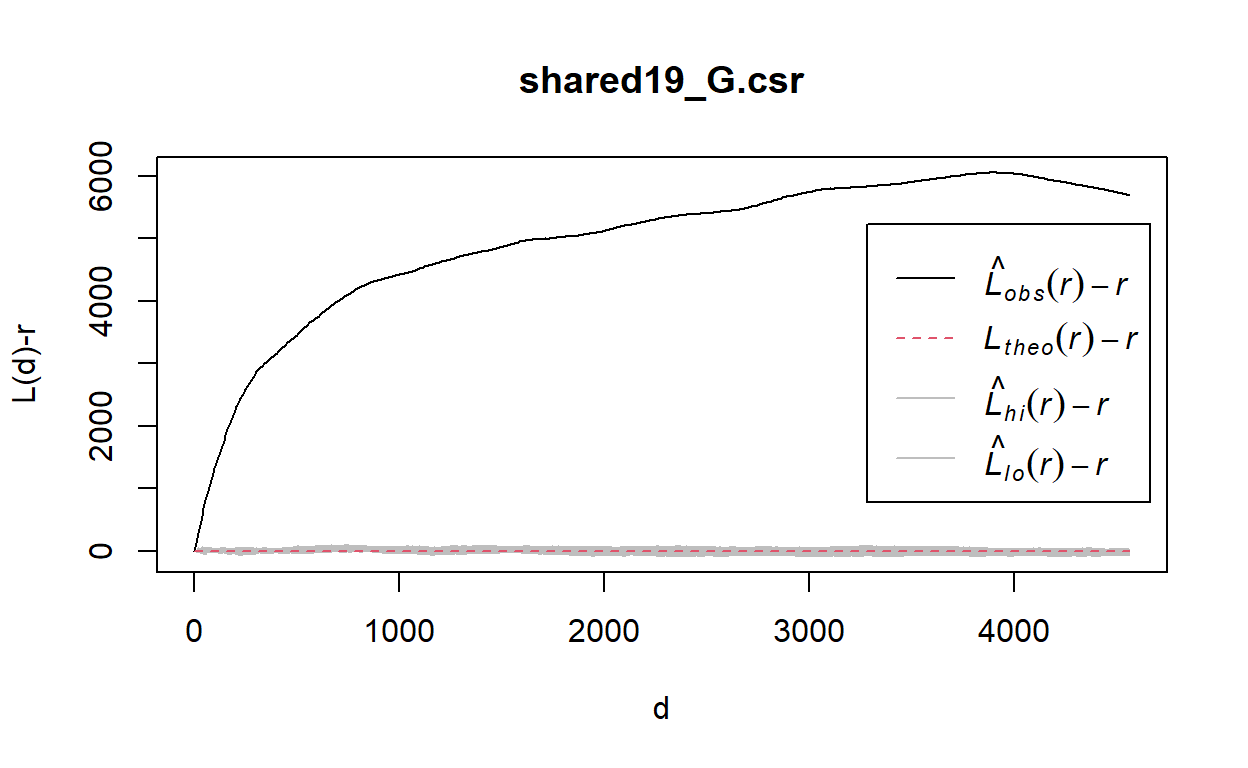 shared19_G.csr
L(d)-r
6000
4000
2000
0
L̂obs(r) − r
Ltheo(r) − r
L̂hi(r) − r
L̂lo(r) − r
0 1000 2000 3000 4000
d